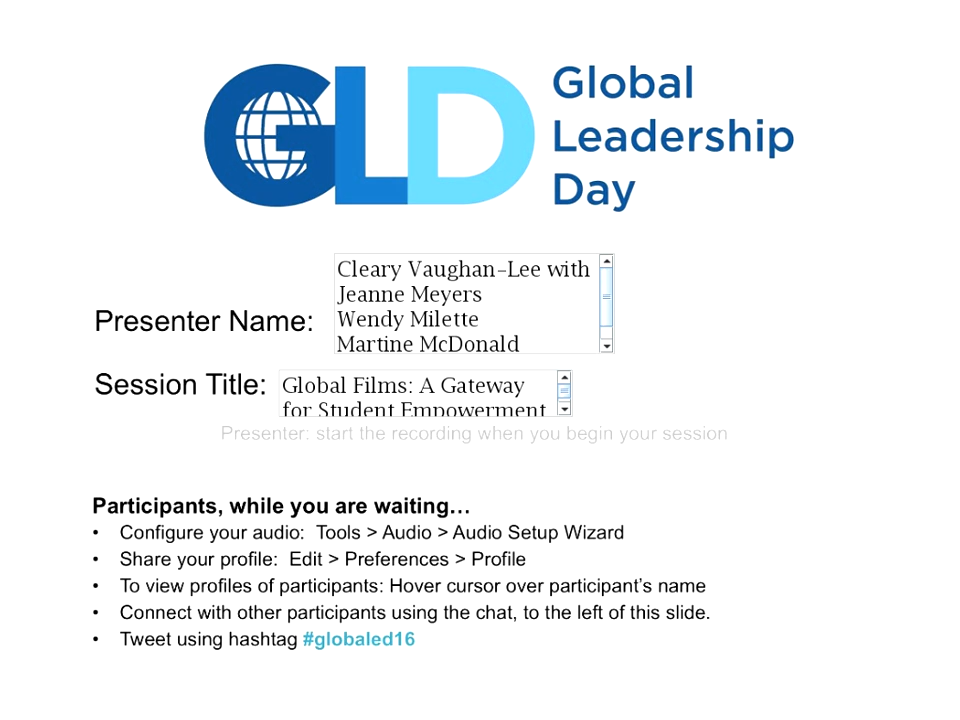 GLD
Global
Leadership
Day
Presenter Name:
Cleary Vaughan-Lee with
Jeanne Meyers
Wendy Milette
Martine McDonald
Session Title:
Global Films: A Gateway
for Student Empowerment
Presenter: start the recording when you begin your session
Participants, while you are waiting…
• Configure your audio: Tools > Audio > Audio Setup Wizard
• Share your profile: Edit > Preferences > Profile
• To view profiles of participants: Hover cursor over participant’s name
• Connect with other participants using the chat, to the left of this slide.
• Tweet using hashtag #globaled16